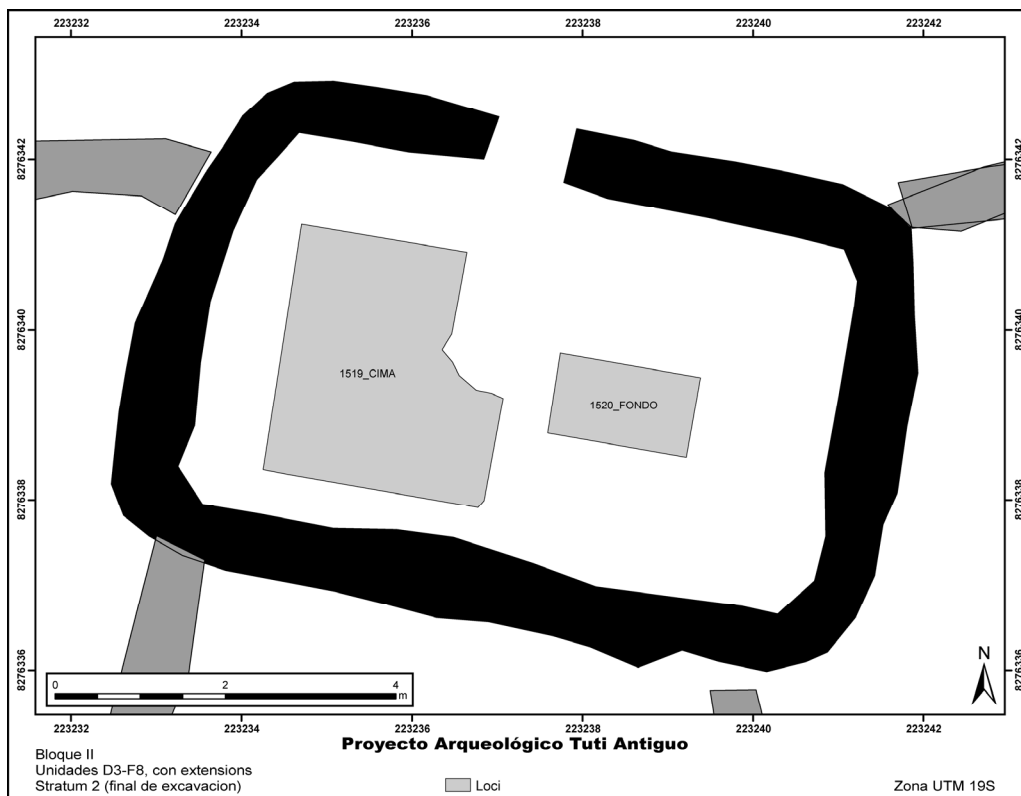 223232 223234 223236 223238 223240 223242
8276342 8276342
8276340 8276340
1519_CIMA
1520_FONDO
8276338 8276338
8276336 8276336
N
0 2 4
m
223232 223234 223236 223238 223240 223242
Proyecto Arqueológico Tuti Antiguo
Bloque II
Unidades D3-F8, con extensions
Stratum 2 (final de excavacion)
Loci
Zona UTM 19S